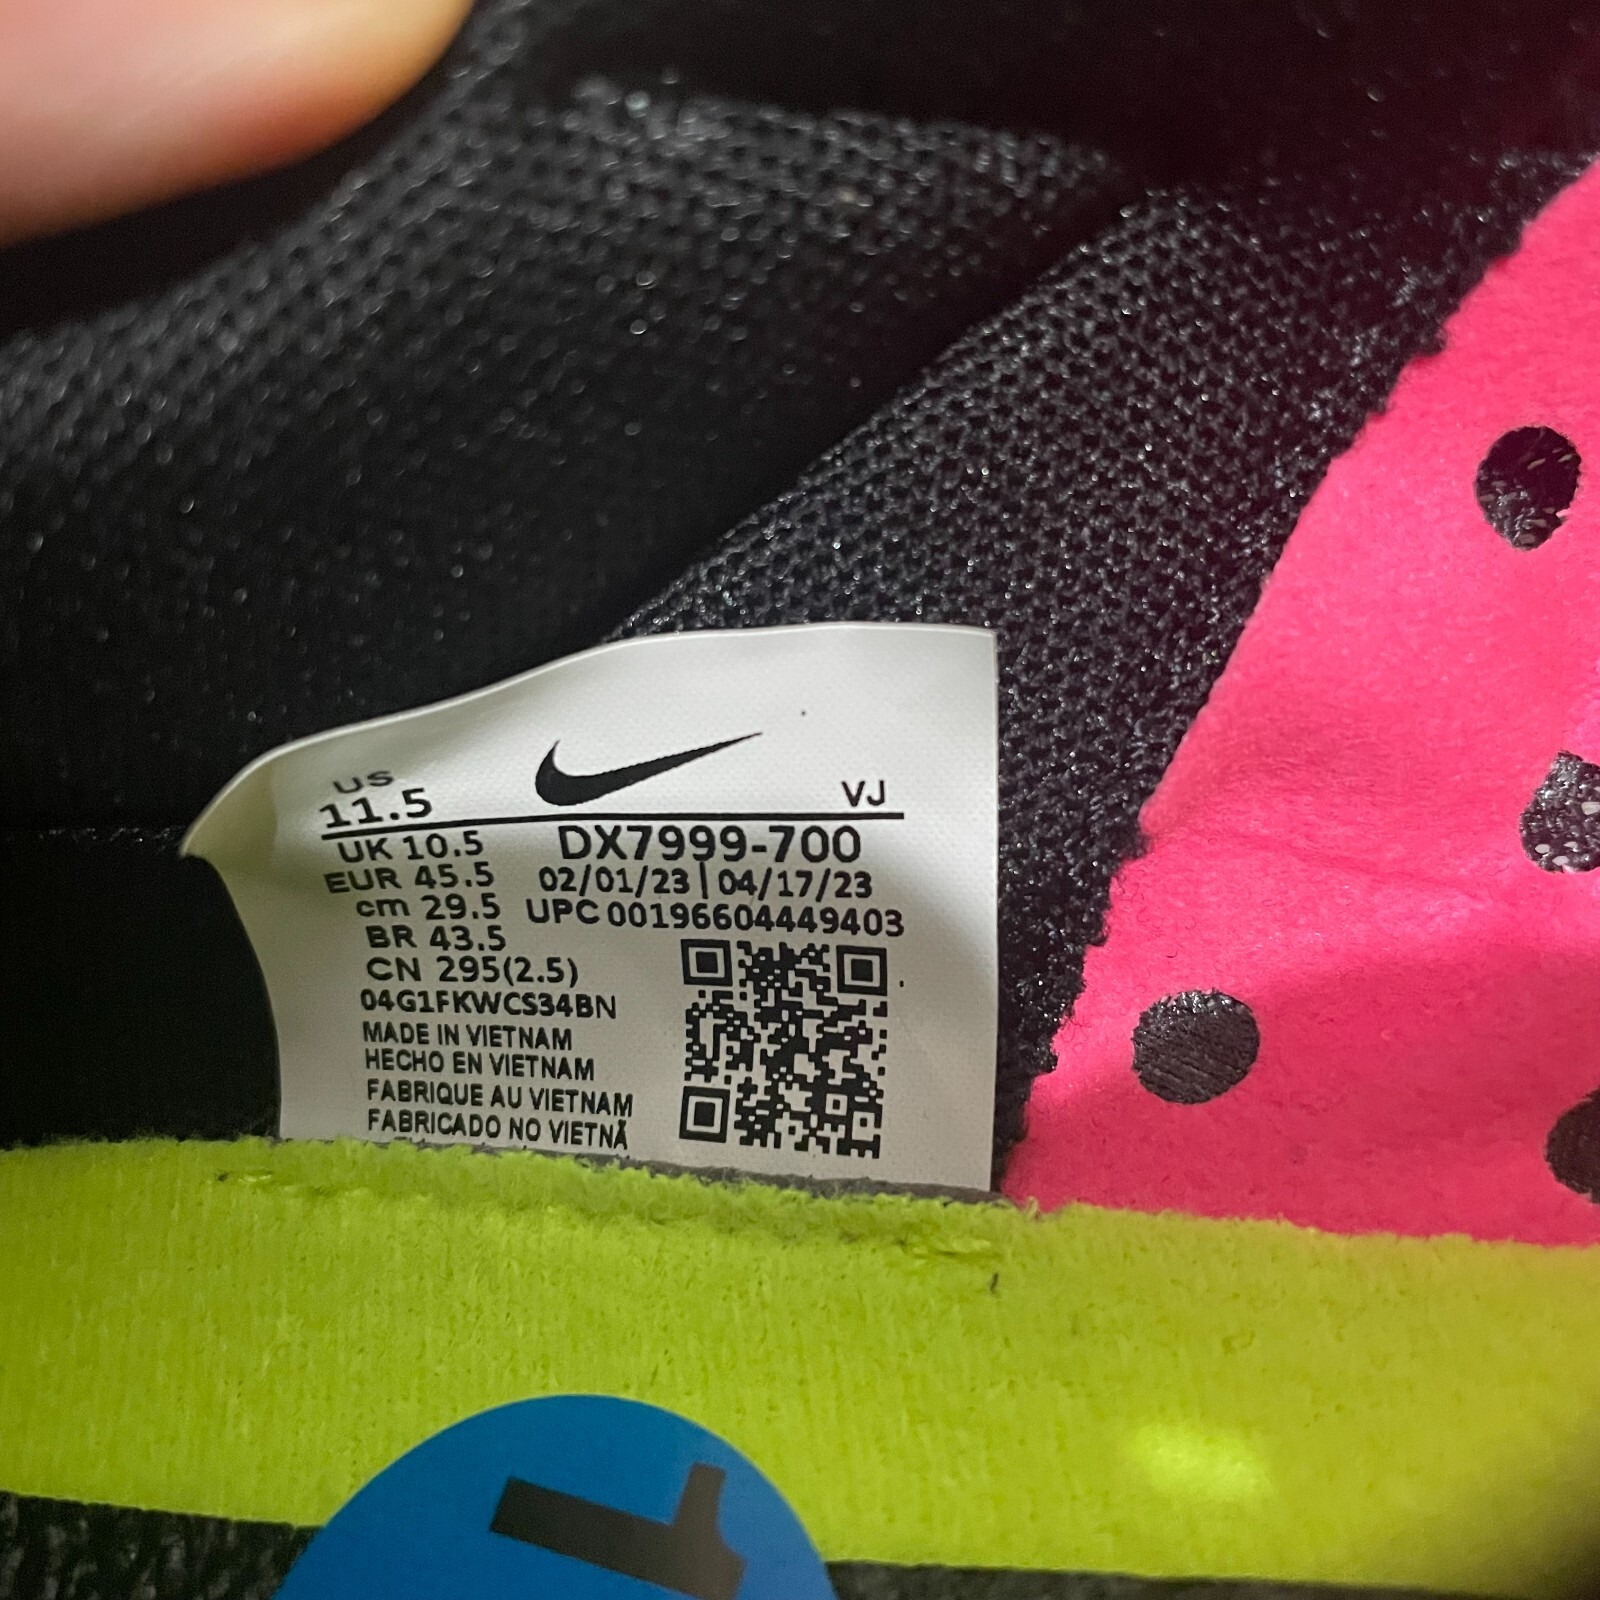 US
11.5
VJ
UK 10.5
EUR 45.5
cm 29.5
BR 43.5
CN 295(2.5)
DX7999-700
02/01/23 | 04/17/23
UPC 00196604449403
04G1FKWCS34BN
MADE IN VIETNAM
HECHO EN VIETNAM
FABRIQUE AU VIETNAM
FABRICADO NO VIETNÃ